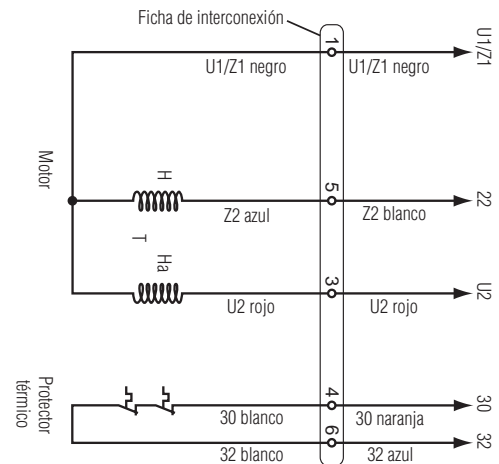 Ficha de interconexión
1
U1/Z1 negro
U1/Z1 negro
U1/Z1
Motor
H
5
Z2 azul
Z2 blanco
22
T
Ha
3
U2 rojo
U2 rojo
U2
Protector
térmico
4
30 blanco
30 naranja
30
6
32 blanco
32 azul
32